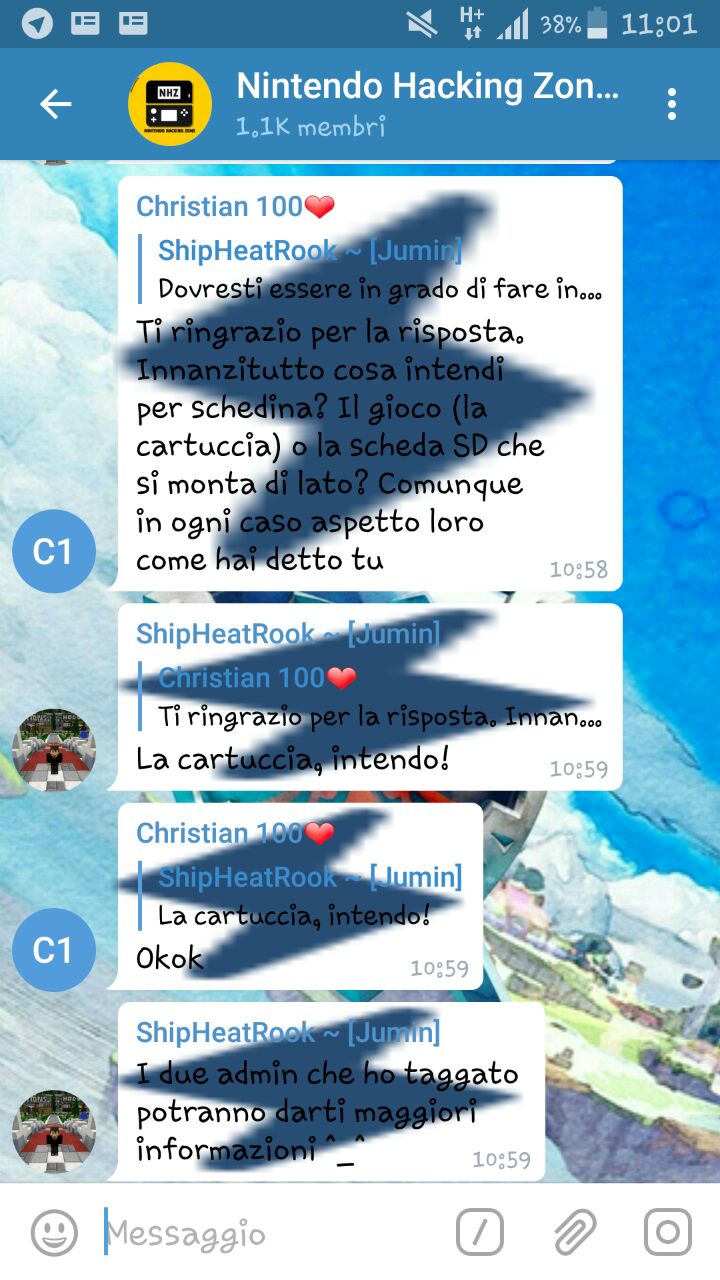 H+
38%
11:01
NHZ
NINTENDO HACKING ZONE
Nintendo Hacking Zon...
1.1K membri
Christian 100❤
ShipHeatRook ~ [Jumin]
Dovresti essere in grado di fare in...
Ti ringrazio per la risposta.
Innanzitutto cosa intendi
per schedina? Il gioco (la
cartuccia) o la scheda SD che
si monta di lato? Comunque
in ogni caso aspetto loro
come hai detto tu
10:58
C1
ShipHeatRook ~ [Jumin]
Christian 100❤
Ti ringrazio per la risposta. Innan...
La cartuccia, intendo!
10:59
Christian 100❤
ShipHeatRook ~ [Jumin]
La cartuccia, intendo!
Okok
10:59
C1
ShipHeatRook ~ [Jumin]
I due admin che ho taggato
potranno darti maggiori
informazioni ^_^
10:59
Messaggio